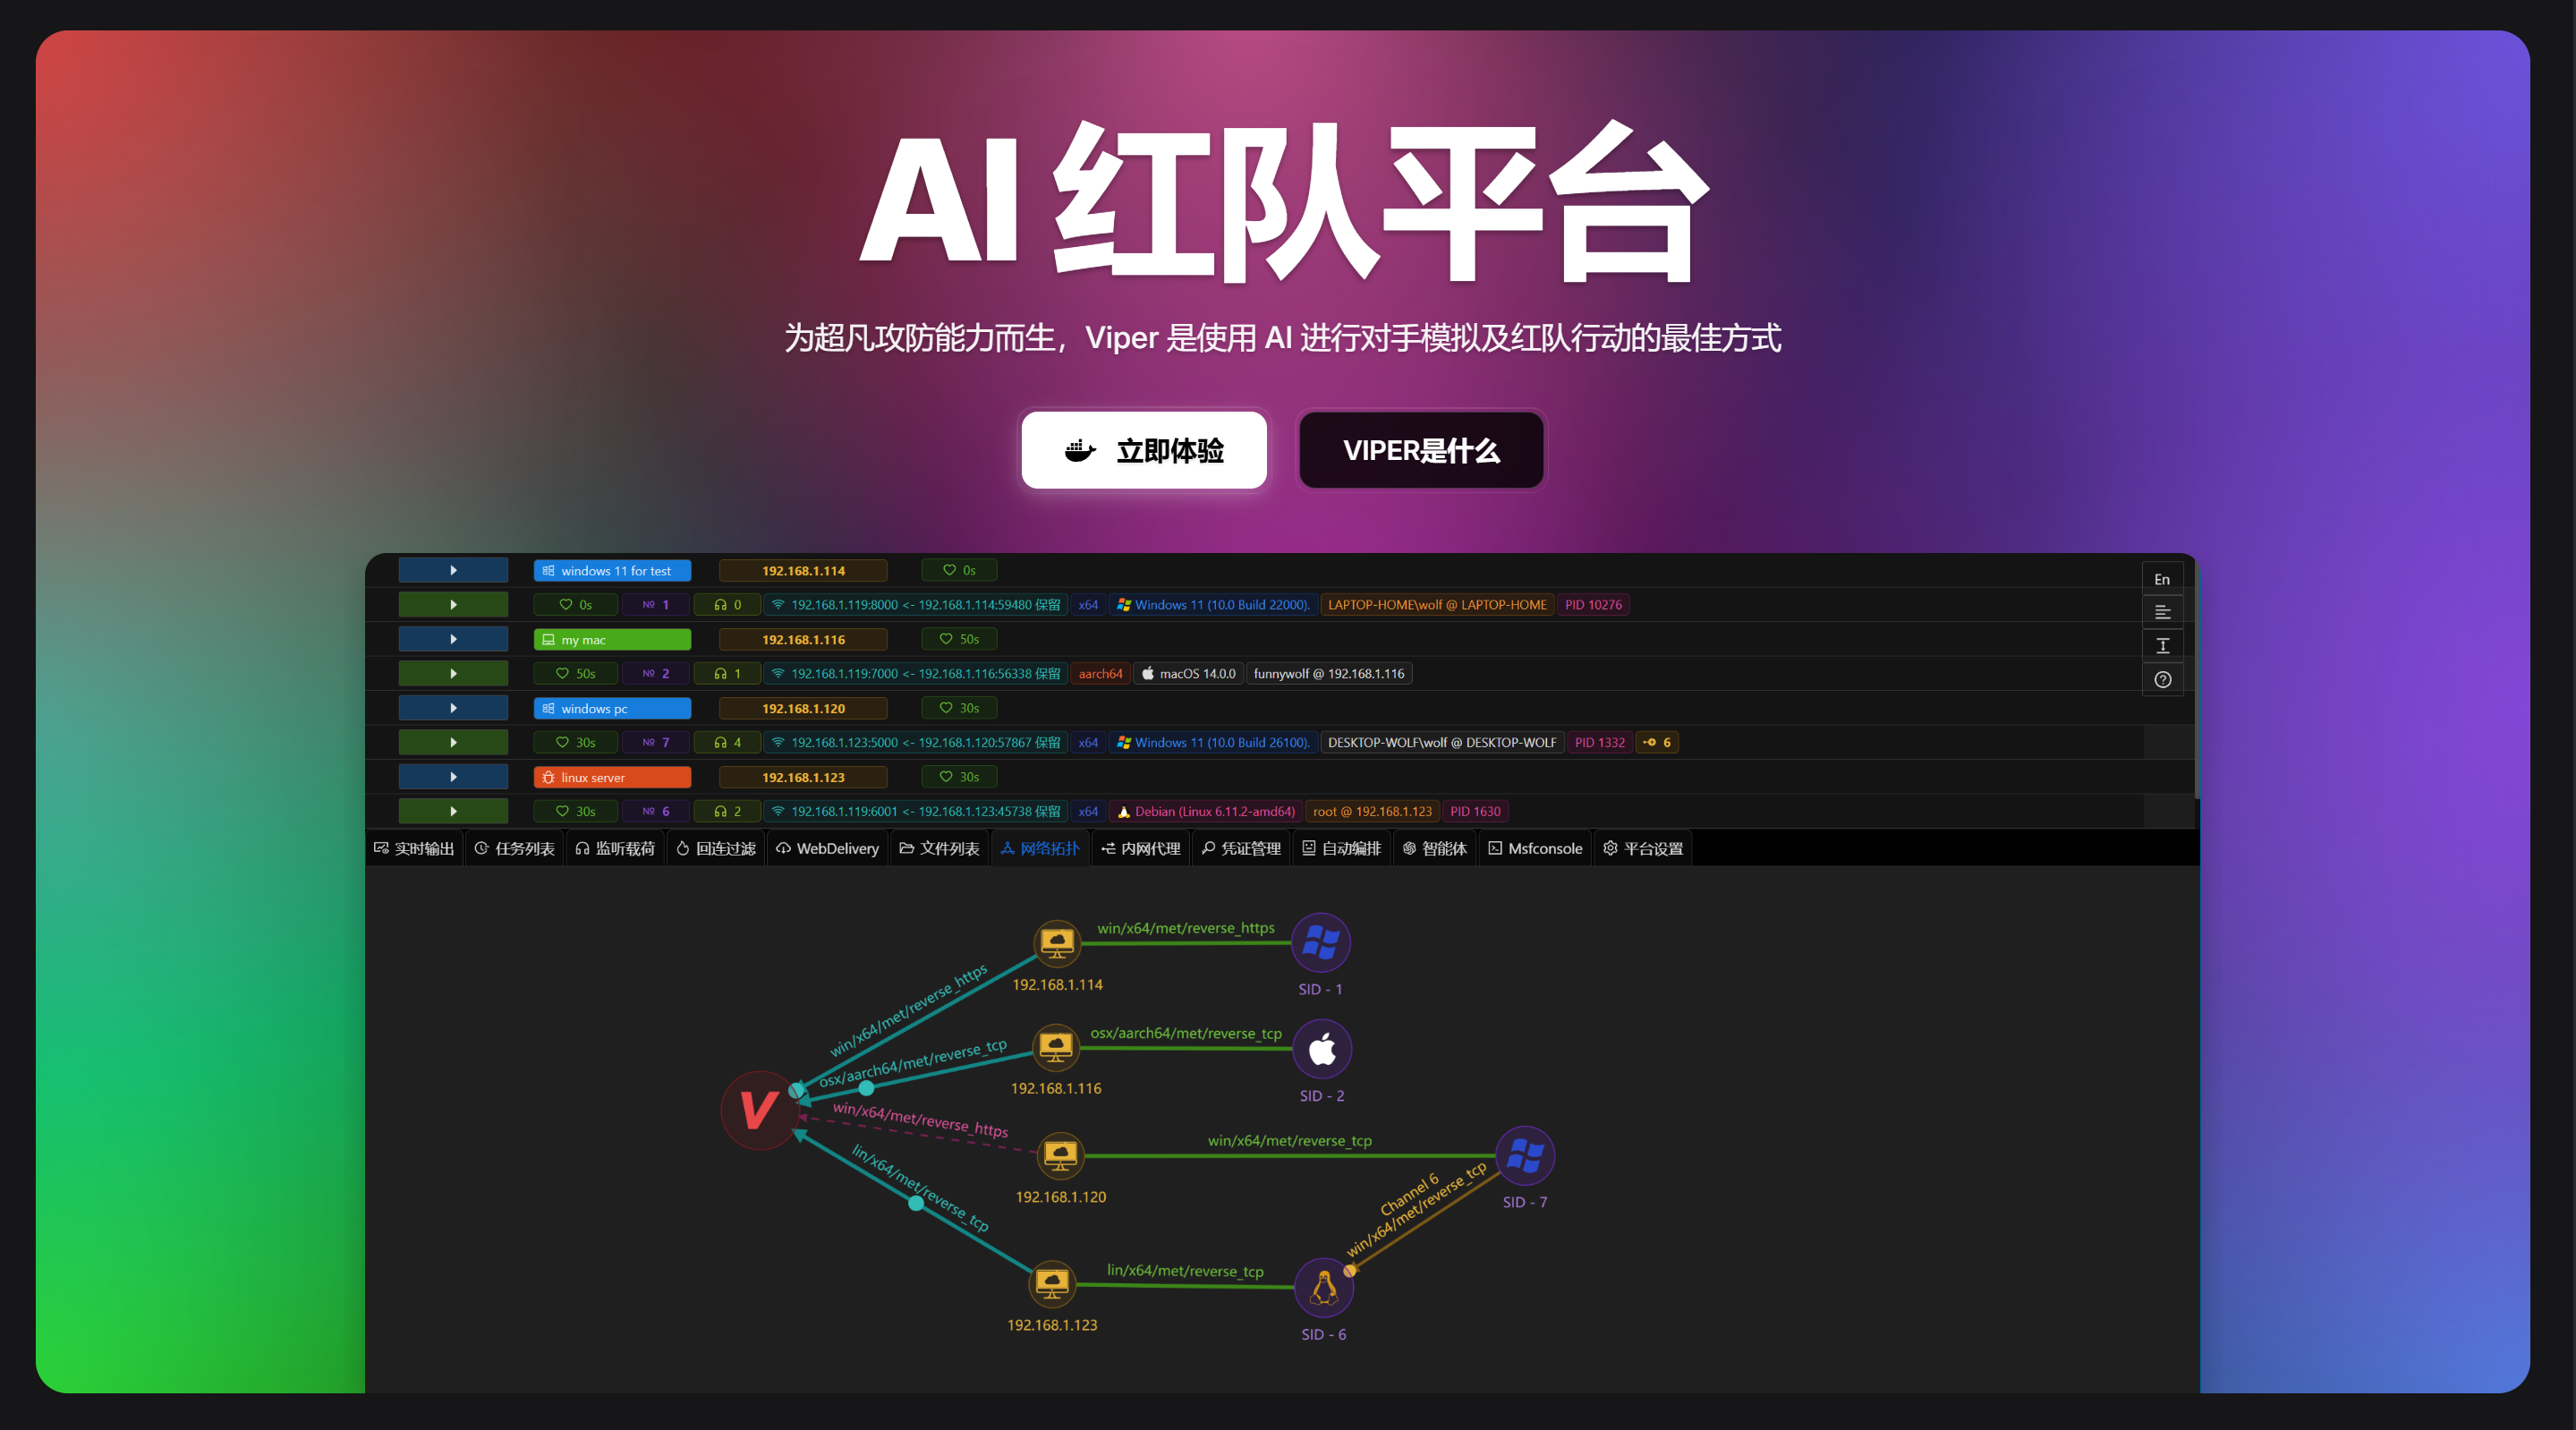 AI 红队平台
为超凡攻防能力而生，Viper 是使用 AI 进行对手模拟及红队行动的最佳方式
立即体验 VIPER是什么
windows 11 for test 192.168.1.114 0s
En
0s № 1 0 192.168.1.119:8000 <- 192.168.1.114:59480 保留 x64 Windows 11 (10.0 Build 22000). LAPTOP-HOME\wolf @ LAPTOP-HOME PID 10276
my mac 192.168.1.116 50s
50s № 2 1 192.168.1.119:7000 <- 192.168.1.116:56338 保留 aarch64 macOS 14.0.0 funnywolf @ 192.168.1.116
windows pc 192.168.1.120 30s
30s № 7 4 192.168.1.123:5000 <- 192.168.1.120:57867 保留 x64 Windows 11 (10.0 Build 26100). DESKTOP-WOLF\wolf @ DESKTOP-WOLF PID 1332 6
linux server 192.168.1.123 30s
30s № 6 2 192.168.1.119:6001 <- 192.168.1.123:45738 保留 x64 Debian (Linux 6.11.2-amd64) root @ 192.168.1.123 PID 1630
实时输出 任务列表 监听载荷 回连过滤 WebDelivery 文件列表 网络拓扑 内网代理 凭证管理 自动编排 智能体 Msfconsole 平台设置
win/x64/met/reverse_https
192.168.1.114
SID - 1
win/x64/met/reverse_https
osx/aarch64/met/reverse_tcp
osx/aarch64/met/reverse_tcp
192.168.1.116
SID - 2
V
win/x64/met/reverse_https
win/x64/met/reverse_tcp
192.168.1.120
SID - 7
Channel 6
win/x64/met/reverse_tcp
lin/x64/met/reverse_tcp
lin/x64/met/reverse_tcp
192.168.1.123
SID - 6